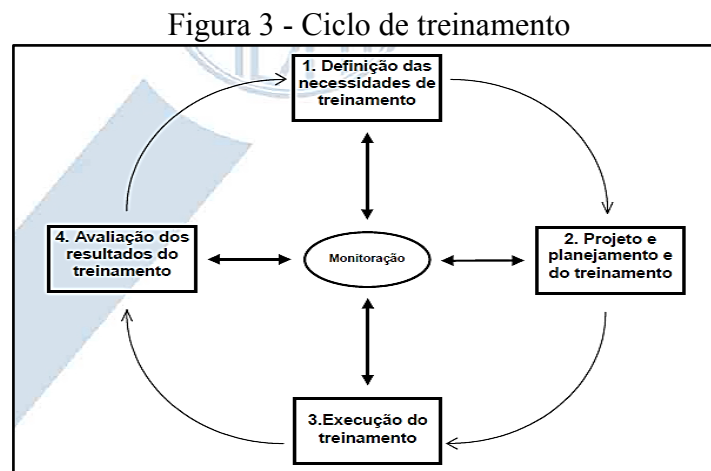 Figura 3 - Ciclo de treinamento
1. Definição das
necessidades de
treinamento
4. Avaliação dos
resultados do
treinamento
Monitoração
2. Projeto e
planejamento e
do treinamento
3.Execução do
treinamento